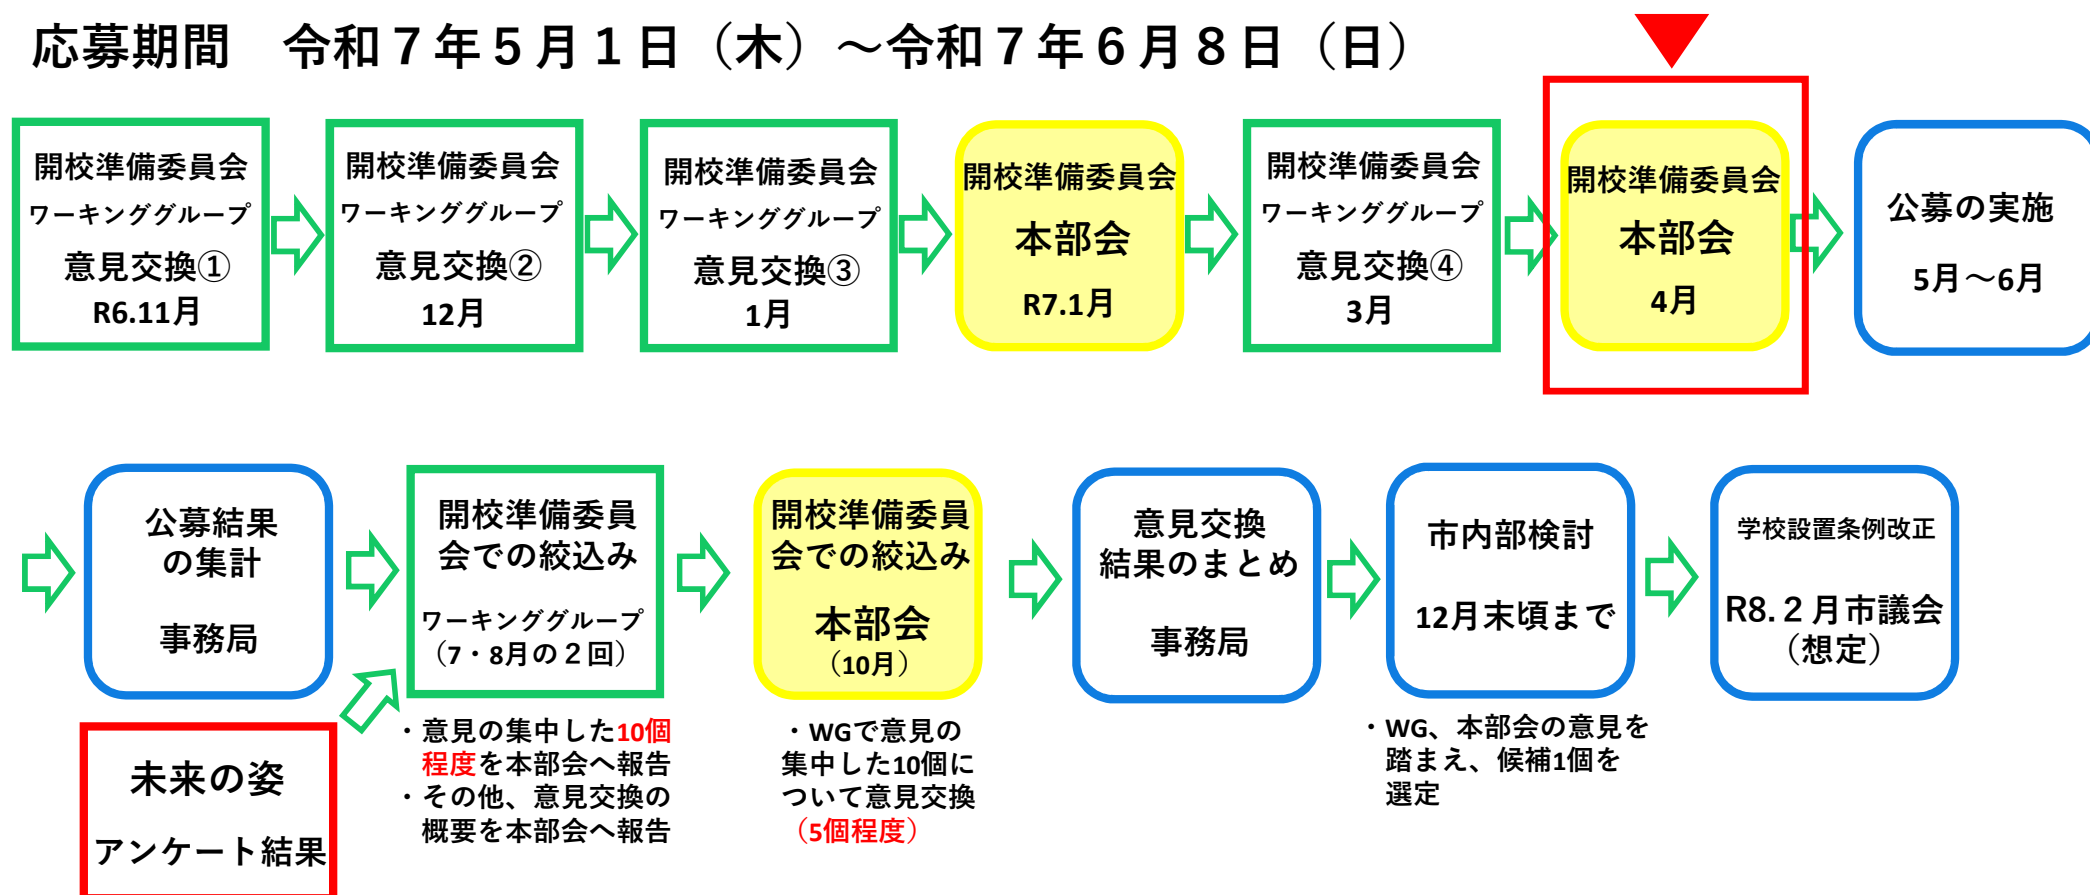 応募期間　令和７年５月１日（木）～令和７年６月８日（日）
開校準備委員会
ワーキンググループ
意見交換①
R6.11月
開校準備委員会
ワーキンググループ
意見交換②
12月
開校準備委員会
ワーキンググループ
意見交換③
1月
開校準備委員会
本部会
R7.1月
開校準備委員会
ワーキンググループ
意見交換④
3月
開校準備委員会
本部会
4月
公募の実施
5月～6月
公募結果
の集計
事務局
開校準備委員
会での絞込み
ワーキンググループ
（7・8月の２回）
開校準備委員
会での絞込み
本部会
（10月）
意見交換
結果のまとめ
事務局
市内部検討
12月末頃まで
学校設置条例改正
R8.２月市議会
（想定）
未来の姿
アンケート結果
・意見の集中した10個
程度を本部会へ報告
・その他、意見交換の
概要を本部会へ報告
・WGで意見の
集中した10個に
ついて意見交換
（5個程度）
・WG、本部会の意見を
踏まえ、候補1個を
選定